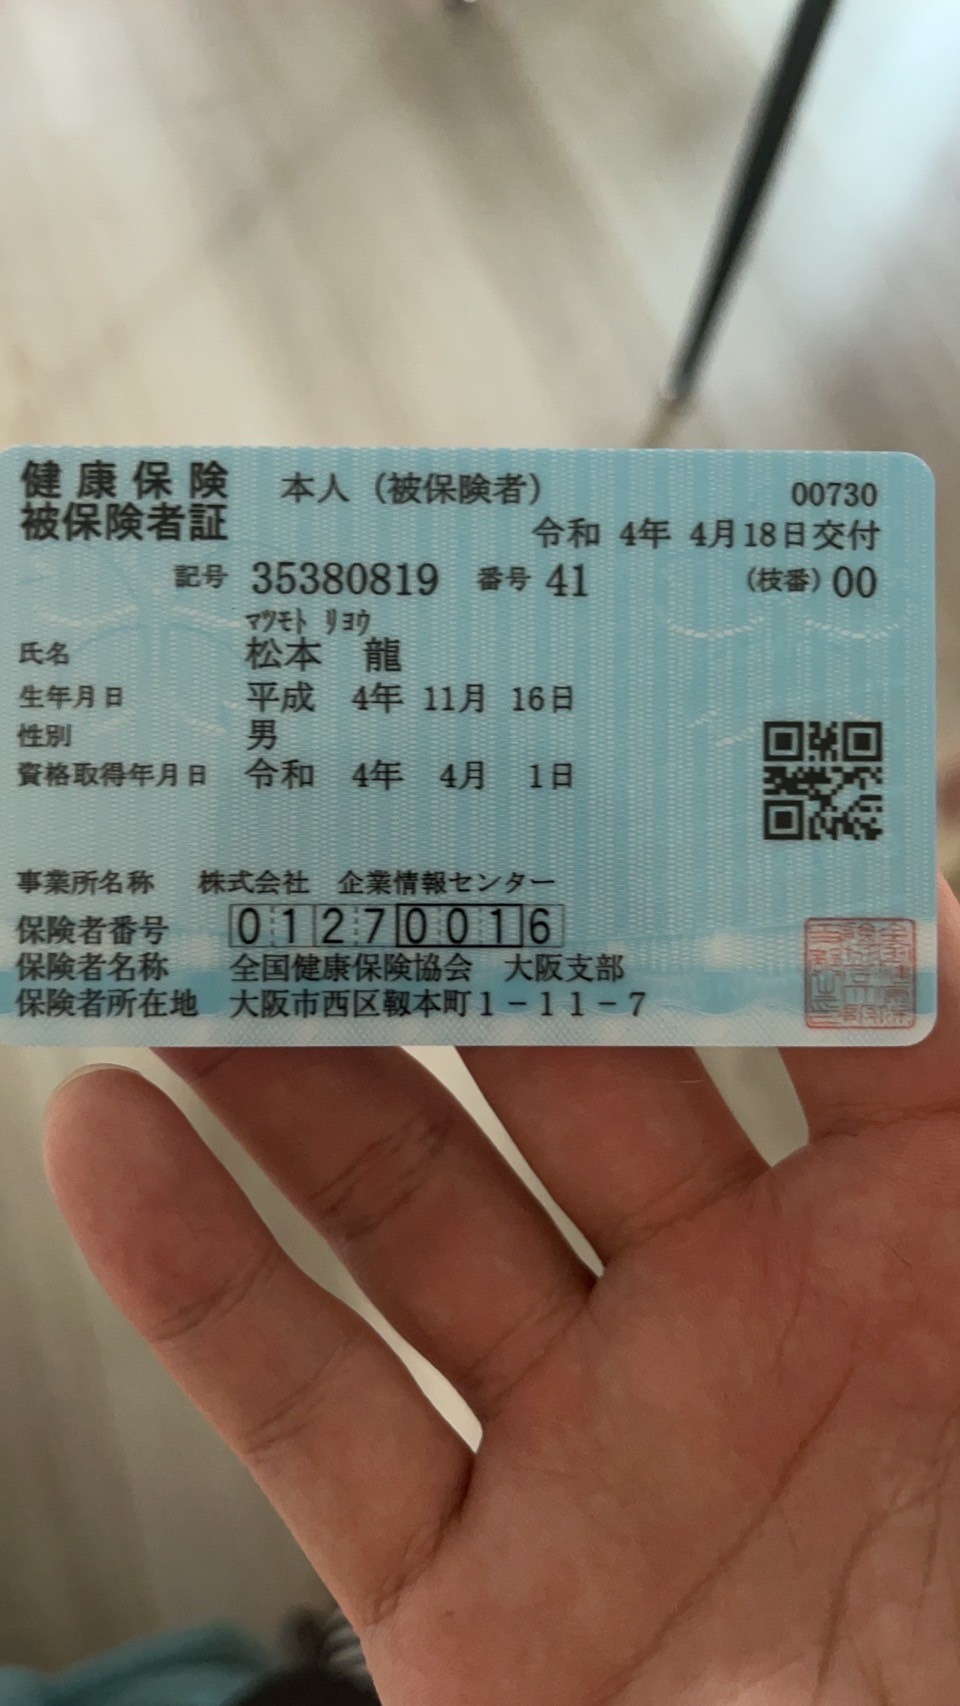 健康保険 本人（被保険者） 00730
被保険者証 令和 4年 4月18日交付
記号 35380819 番号 41 （枝番）00
ﾏﾂﾓﾄ ﾘﾖｳ
氏名 松本 龍
生年月日 平成 4年 11月 16日
性別 男
資格取得年月日 令和 4年 4月 1日
事業所名称 株式会社 企業情報センター
保険者番号 01270016
保険者名称 全国健康保険協会 大阪支部
保険者所在地 大阪市西区靱本町1－11－7